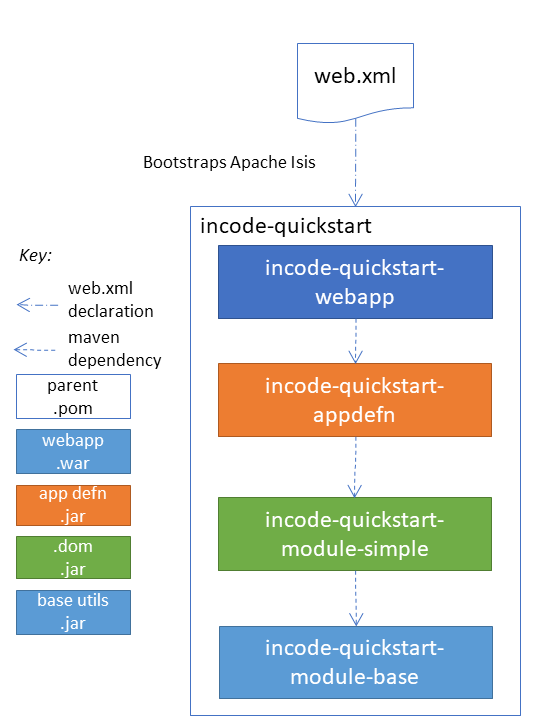 web.xml
Bootstraps Apache Isis
incode-quickstart
incode-quickstart-
webapp
incode-quickstart-
appdefn
incode-quickstart-
module-simple
incode-quickstart-
module-base
Key:
web.xml
declaration
maven
dependency
parent
.pom
webapp
.war
app defn
.jar
.dom
.jar
base utils
.jar